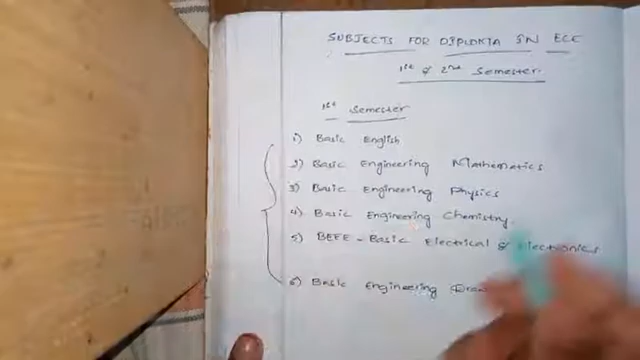 SUBJECTS FOR DIPLOMA IN ECE
1st & 2nd Semester
1st Semester
1) Basic English
2) Basic Engineering Mathematics
3) Basic Engineering Physics
4) Basic Engineering Chemistry
5) BEEE - Basic Electrical & Electronics
6) Basic Engineering